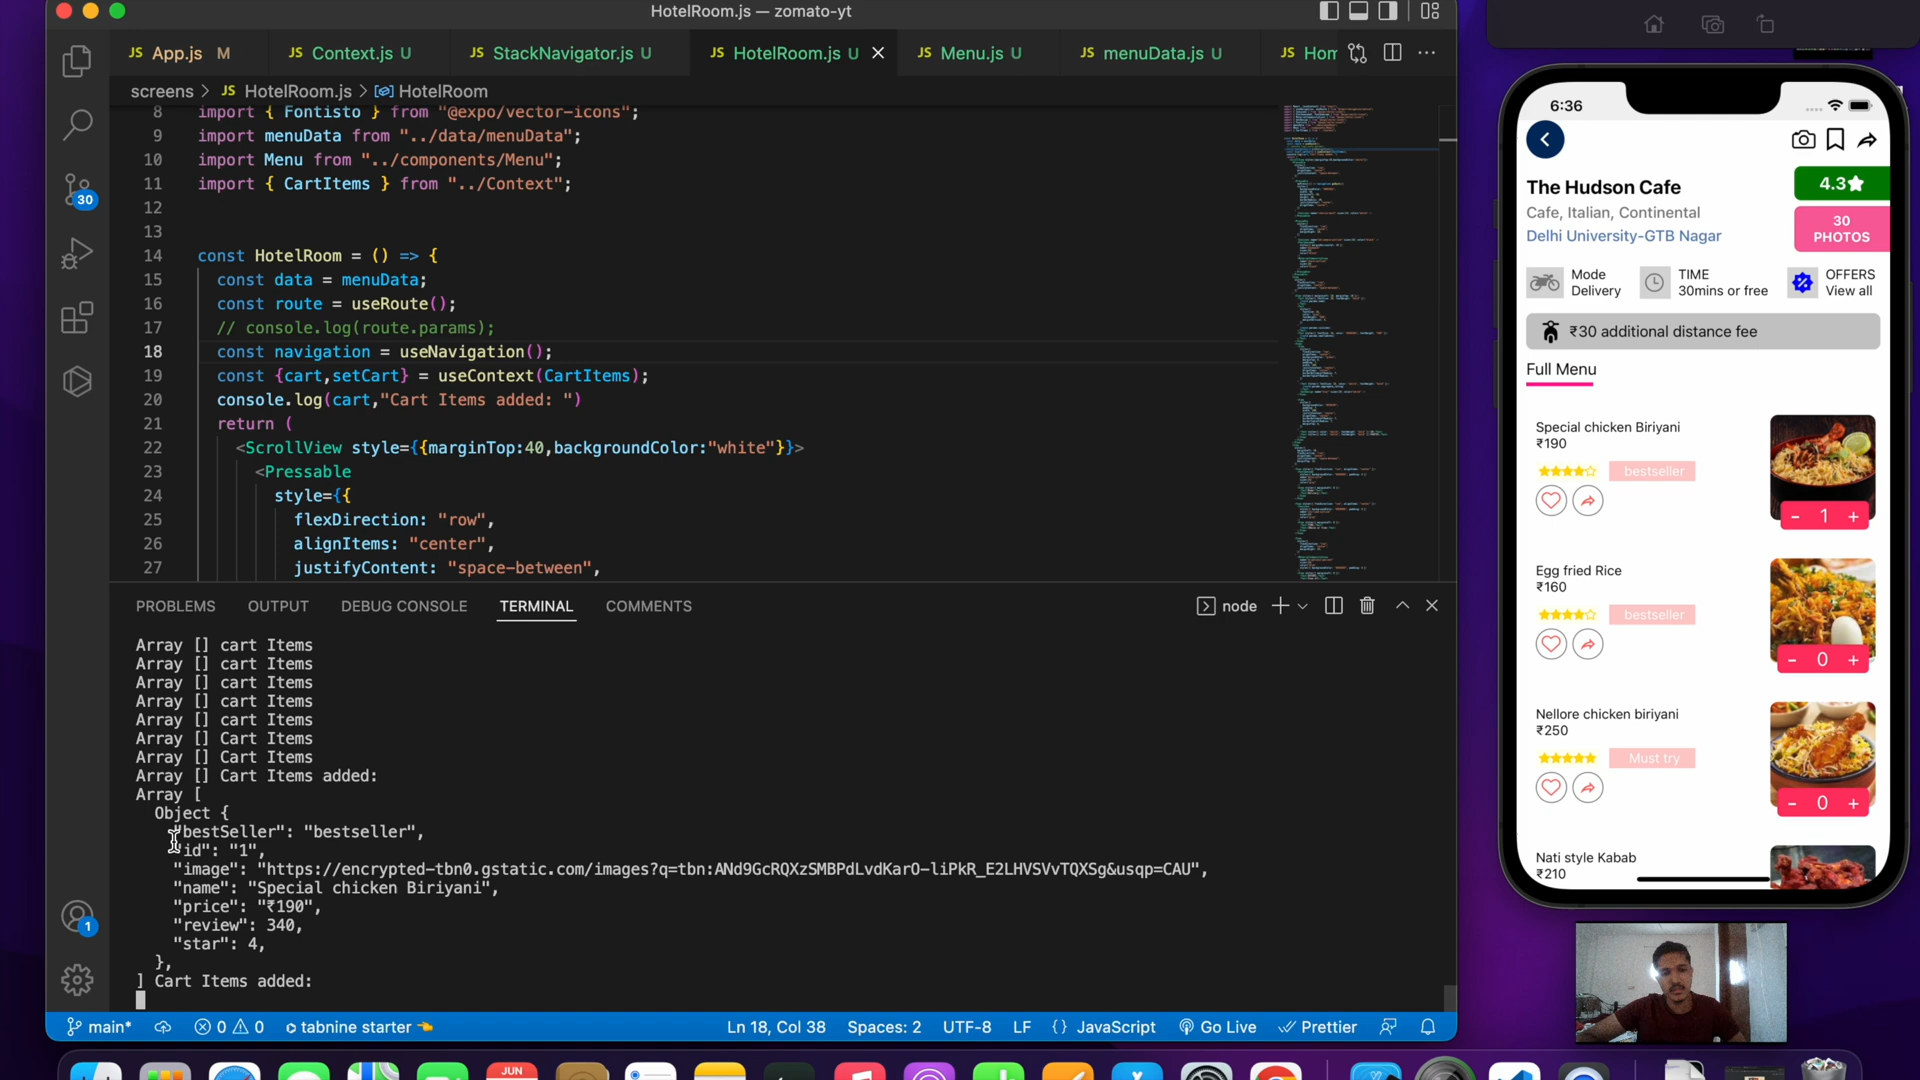 HotelRoom.js — zomato-yt
JS App.js M
JS Context.js U
JS StackNavigator.js U
JS HotelRoom.js U
JS Menu.js U
JS menuData.js U
JS Hom
screens > JS HotelRoom.js > HotelRoom
8 import { Fontisto } from "@expo/vector-icons";
9 import menuData from "../data/menuData";
10 import Menu from "../components/Menu";
11 import { CartItems } from "../Context";
12
13
14 const HotelRoom = () => {
15 const data = menuData;
16 const route = useRoute();
17 // console.log(route.params);
18 const navigation = useNavigation();
19 const {cart,setCart} = useContext(CartItems);
20 console.log(cart,"Cart Items added: ")
21 return (
22 <ScrollView style={{marginTop:40,backgroundColor:"white"}}>
23 <Pressable
24 style={{
25 flexDirection: "row",
26 alignItems: "center",
27 justifyContent: "space-between",
30
1
PROBLEMS OUTPUT DEBUG CONSOLE TERMINAL COMMENTS
node
Array [] cart Items
Array [] cart Items
Array [] cart Items
Array [] cart Items
Array [] cart Items
Array [] Cart Items
Array [] Cart Items
Array [] Cart Items added:
Array [
Object {
"bestSeller": "bestseller",
"id": "1",
"image": "https://encrypted-tbn0.gstatic.com/images?q=tbn:ANd9GcRQXzSMBPdLvdKarO-liPkR_E2LHVSVvTQXSg&usqp=CAU",
"name": "Special chicken Biriyani",
"price": "₹190",
"review": 340,
"star": 4,
},
] Cart Items added:
main* 0 0 tabnine starter Ln 18, Col 38 Spaces: 2 UTF-8 LF {} JavaScript Go Live Prettier
JUN
6:36
The Hudson Cafe
4.3
Cafe, Italian, Continental
Delhi University-GTB Nagar
30
PHOTOS
Mode
Delivery
TIME
30mins or free
OFFERS
View all
₹30 additional distance fee
Full Menu
Special chicken Biriyani
₹190
bestseller
- 1 +
Egg fried Rice
₹160
bestseller
- 0 +
Nellore chicken biriyani
₹250
Must try
- 0 +
Nati style Kabab
₹210